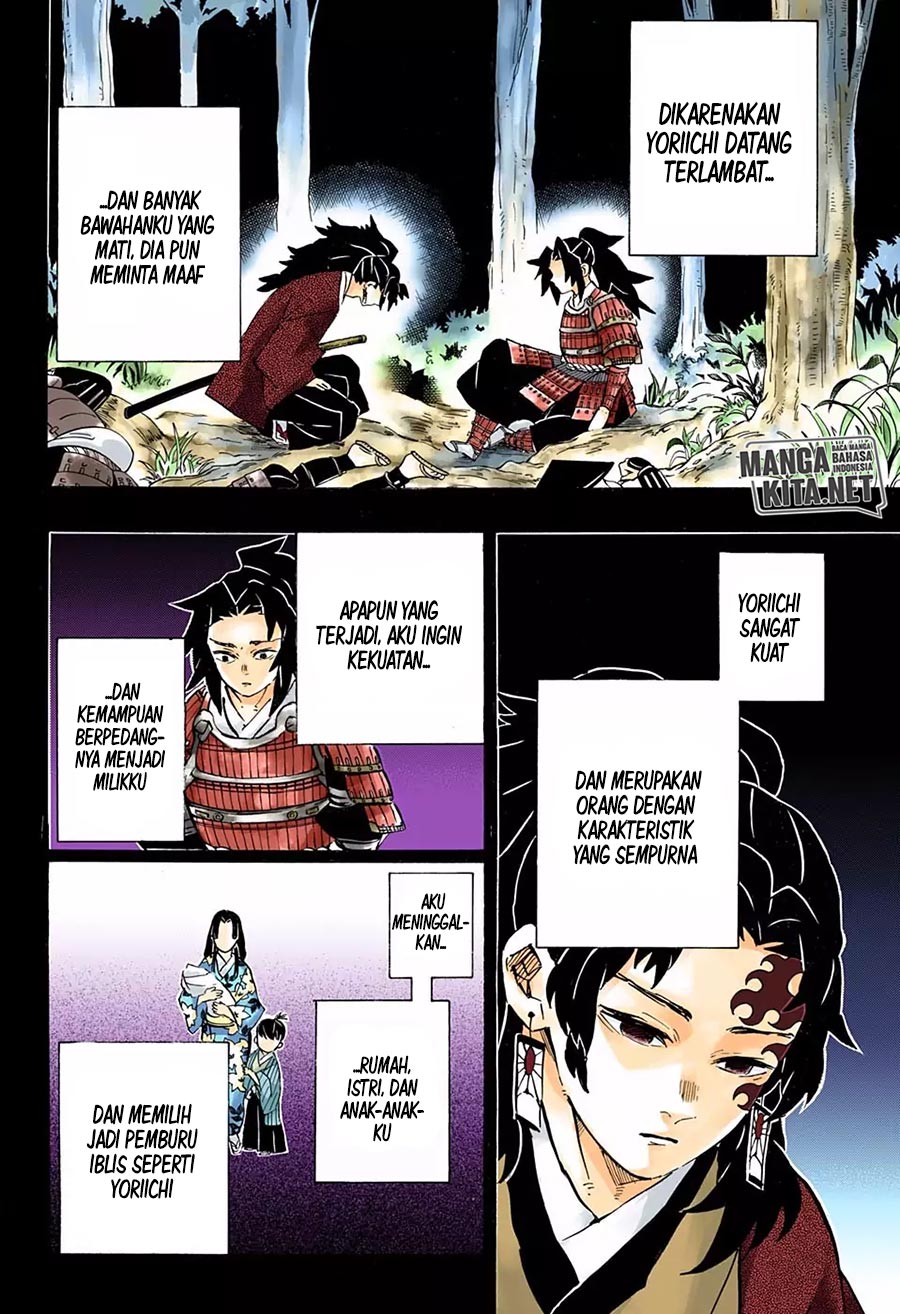 DIKARENAKAN
YORIICHI DATANG
TERLAMBAT...
...DAN BANYAK
BAWAHANKU YANG
MATI, DIA PUN
MEMINTA MAAF
MANGA
KITA.NET
BACA MANGA
BAHASA
INDONESIA
YORIICHI
SANGAT
KUAT
DAN MERUPAKAN
ORANG DENGAN
KARAKTERISTIK
YANG SEMPURNA
APAPUN YANG
TERJADI, AKU INGIN
KEKUATAN...
...DAN
KEMAMPUAN
BERPEDANG-
NYA MENJADI
MILIKKU
AKU
MENINGGAL-
KAN...
...RUMAH,
ISTRI, DAN
ANAK-ANAK-
KU
DAN MEMILIH
JADI PEMBURU
IBLIS SEPERTI
YORIICHI